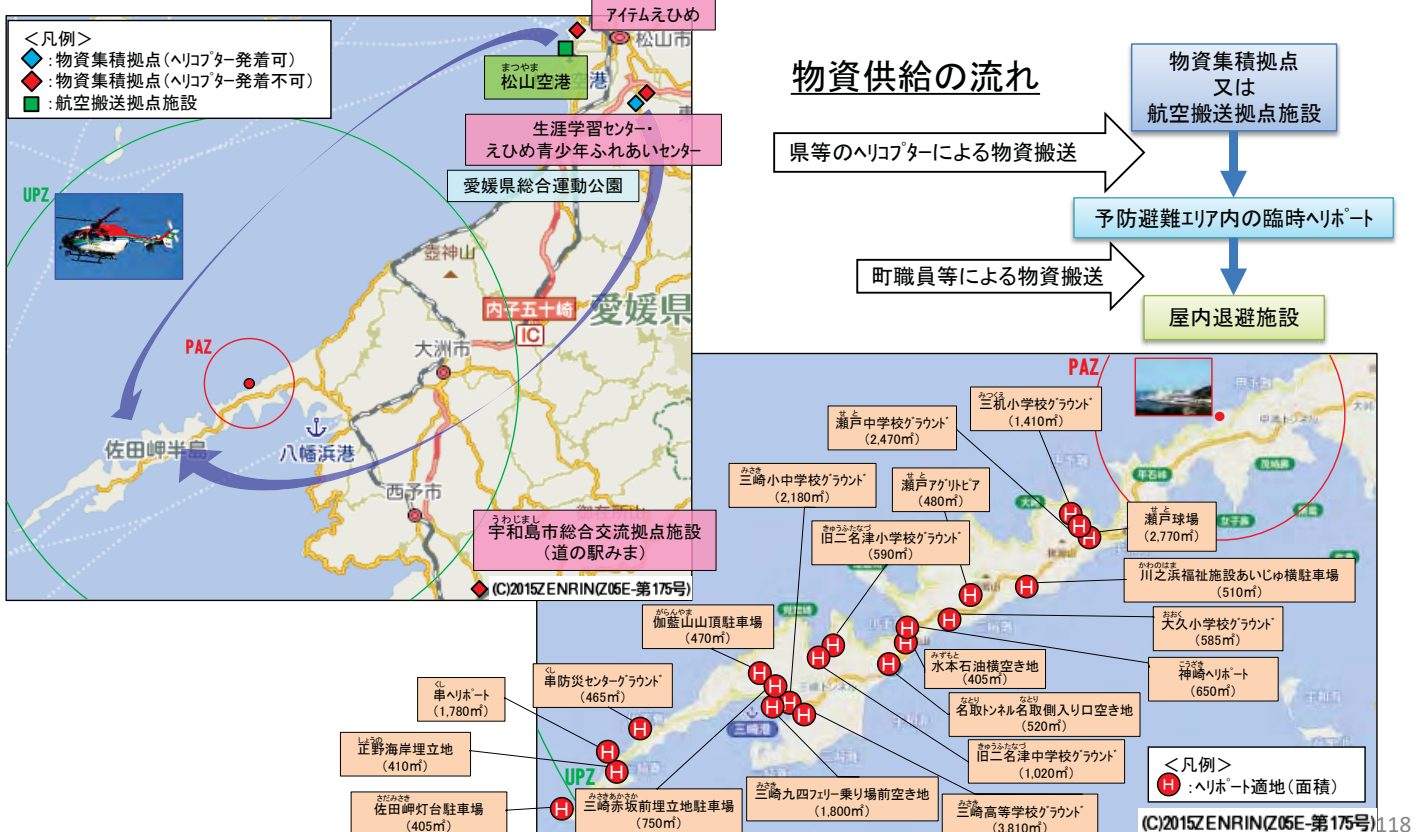 アイテムえひめ
<凡例>
:物資集積拠点(ヘリコプター発着可)
:物資集積拠点(ヘリコプター発着不可)
:航空搬送拠点施設
松山市
まつやま
松山空港
空港
生涯学習センター・
えひめ青少年ふれあいセンター
愛媛県総合運動公園
UPZ
壺神山
内子五十崎
IC
愛媛県
大洲市
PAZ
佐田岬半島
八幡浜港
西予市
うわじまし
宇和島市総合交流拠点施設
(道の駅みま)
(C)2015ZENRIN(Z05E-第175号)
物資供給の流れ
物資集積拠点
又は
航空搬送拠点施設
県等のヘリコプターによる物資搬送
予防避難エリア内の臨時ヘリポート
町職員等による物資搬送
屋内退避施設
PAZ
みつくえ
三机小学校グラウンド
(1,410㎡)
せと
瀬戸中学校グラウンド
(2,470㎡)
みさき
三崎小中学校グラウンド
(2,180㎡)
せと
瀬戸アグリトピア
(480㎡)
きゅうふたなづ
旧二名津小学校グラウンド
(590㎡)
せと
瀬戸球場
(2,770㎡)
かわのはま
川之浜福祉施設あいじゅ横駐車場
(510㎡)
おおく
大久小学校グラウンド
(585㎡)
がらんやま
伽藍山山頂駐車場
(470㎡)
みずもと
水本石油横空き地
(405㎡)
こうざき
神崎ヘリポート
(650㎡)
くし
串防災センターグラウンド
(465㎡)
くし
串ヘリポート
(1,780㎡)
なとり なとり
名取トンネル名取側入り口空き地
(520㎡)
しょうの
正野海岸埋立地
(410㎡)
きゅうふたなづ
旧二名津中学校グラウンド
(1,020㎡)
三崎港
UPZ
さだみさき
佐田岬灯台駐車場
(405㎡)
みさきあかさか
三崎赤坂前埋立地駐車場
(750㎡)
みさき
三崎九四フェリー乗り場前空き地
(1,800㎡)
みさき
三崎高等学校グラウンド
(3,810㎡)
<凡例>
H :ヘリポート適地(面積)
(C)2015ZENRIN(Z05E-第175号)
118